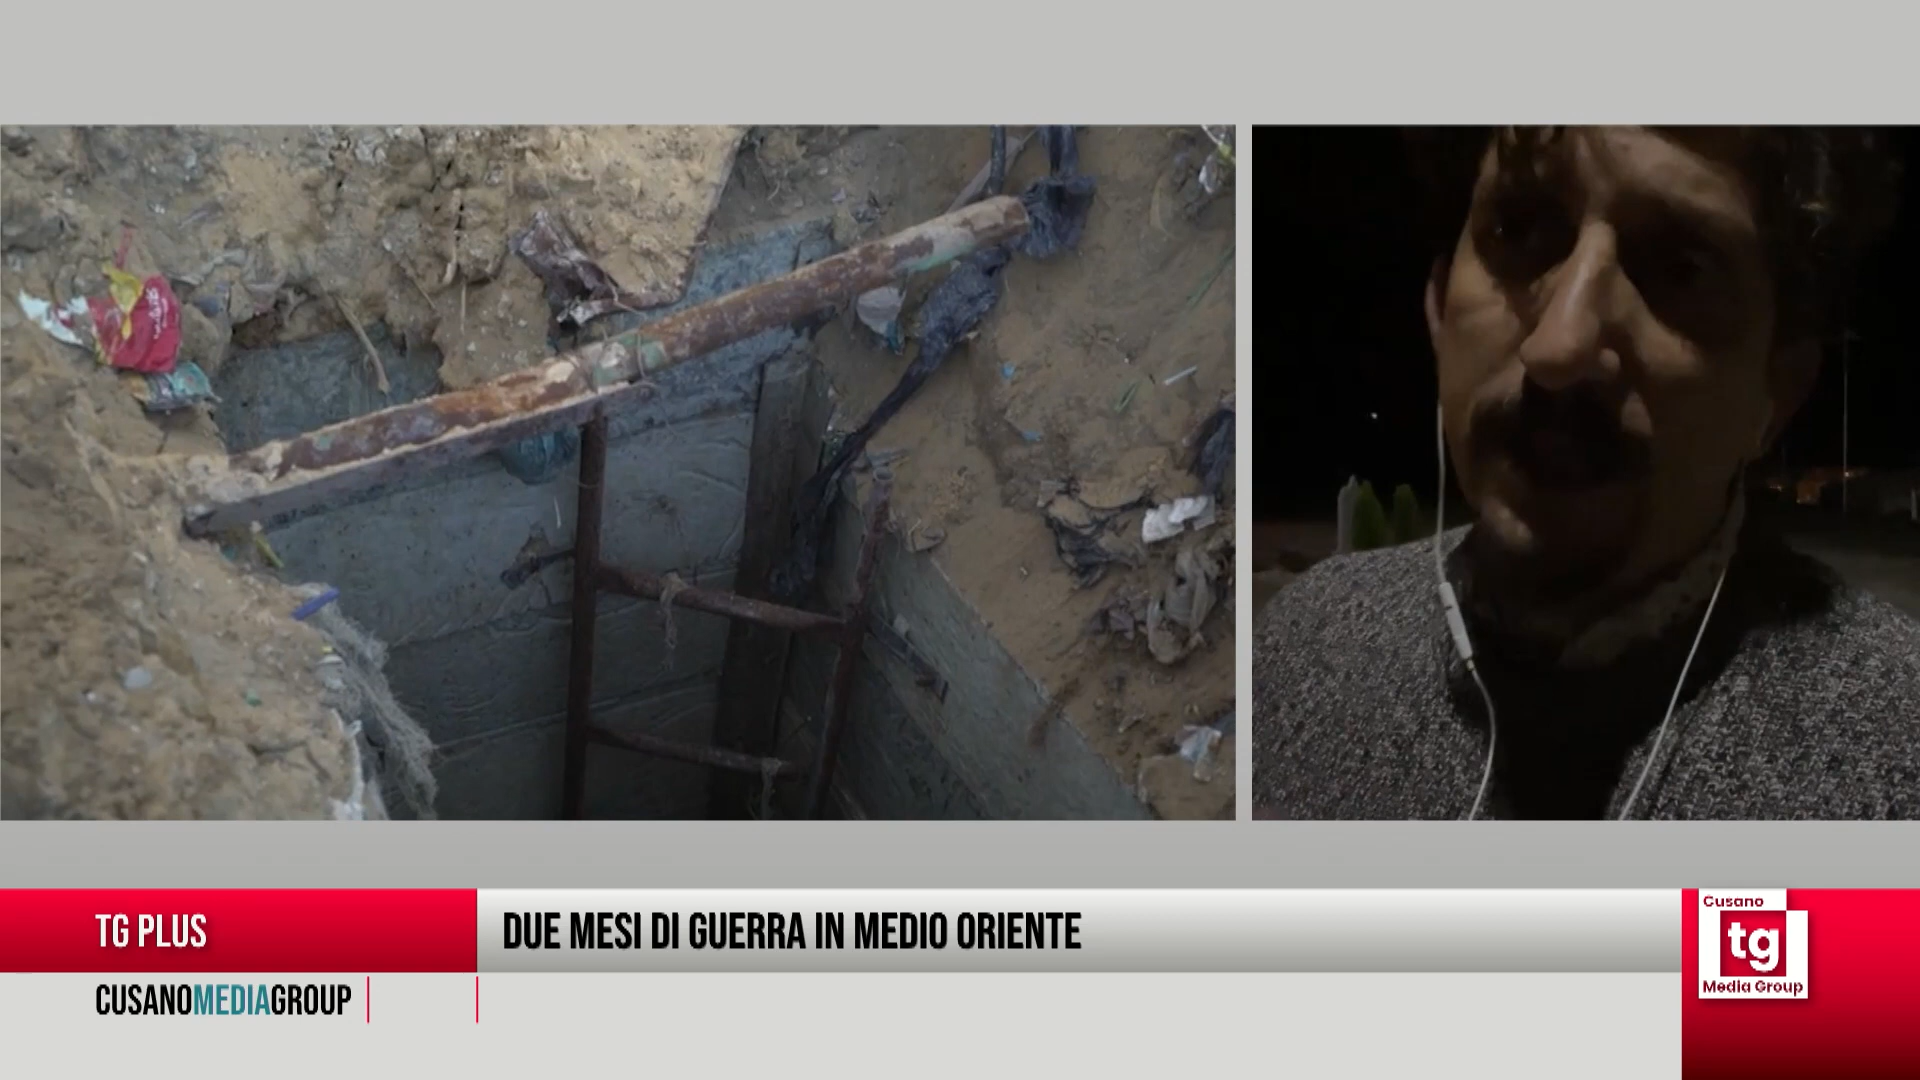 TG PLUS
DUE MESI DI GUERRA IN MEDIO ORIENTE
CUSANOMEDIAGROUP
Cusano
tg
Media Group